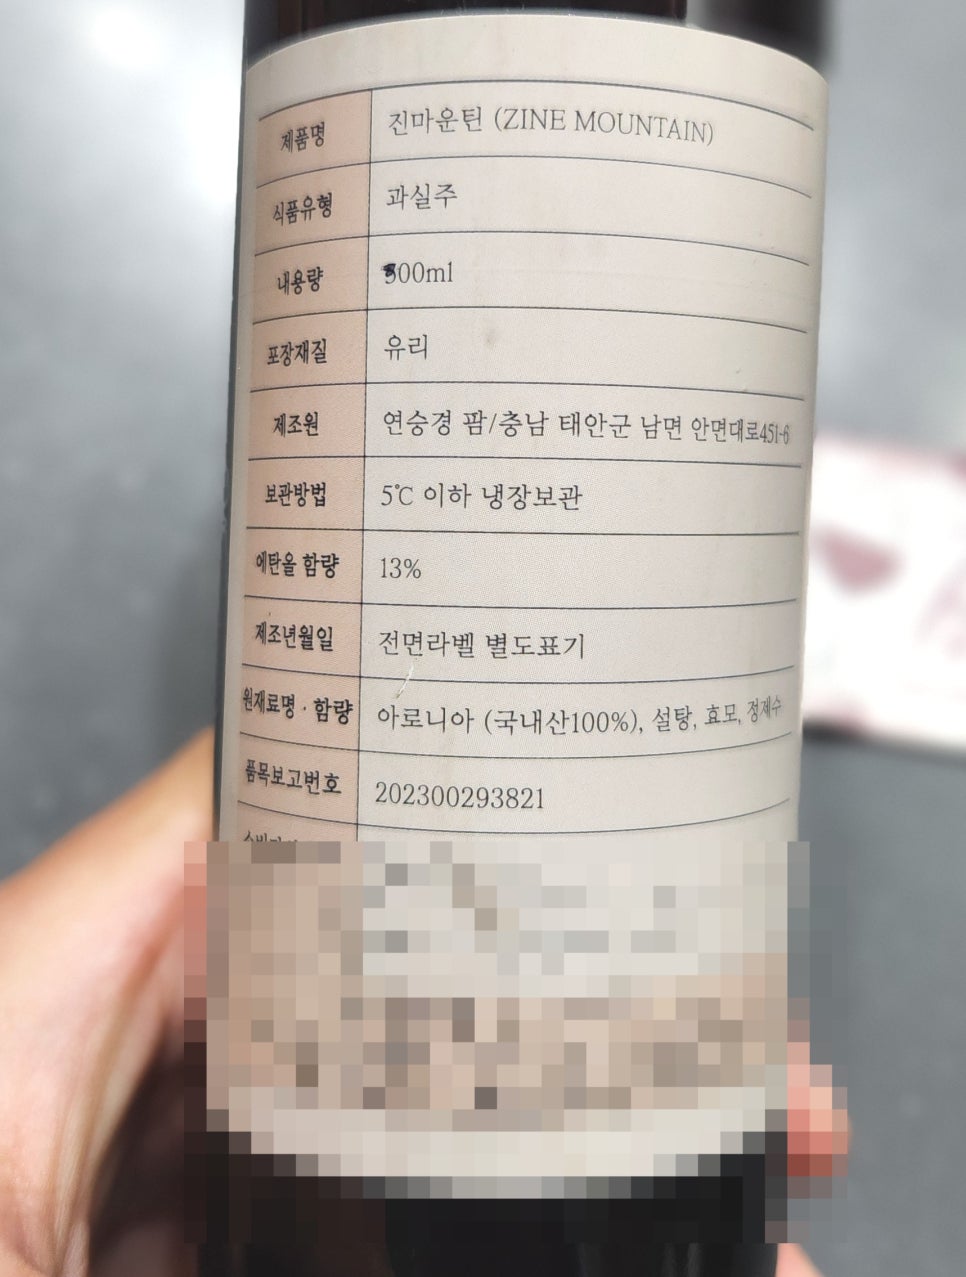 제품명 진마운틴 (ZINE MOUNTAIN)
식품유형 과실주
내용량 500ml
포장재질 유리
제조원 연승경 팜/충남 태안군 남면 안면대로451-6
보관방법 5℃ 이하 냉장보관
에탄올 함량 13%
제조년월일 전면라벨 별도표기
원재료명·함량 아로니아 (국내산100%), 설탕, 효모, 정제수
품목보고번호 202300293821